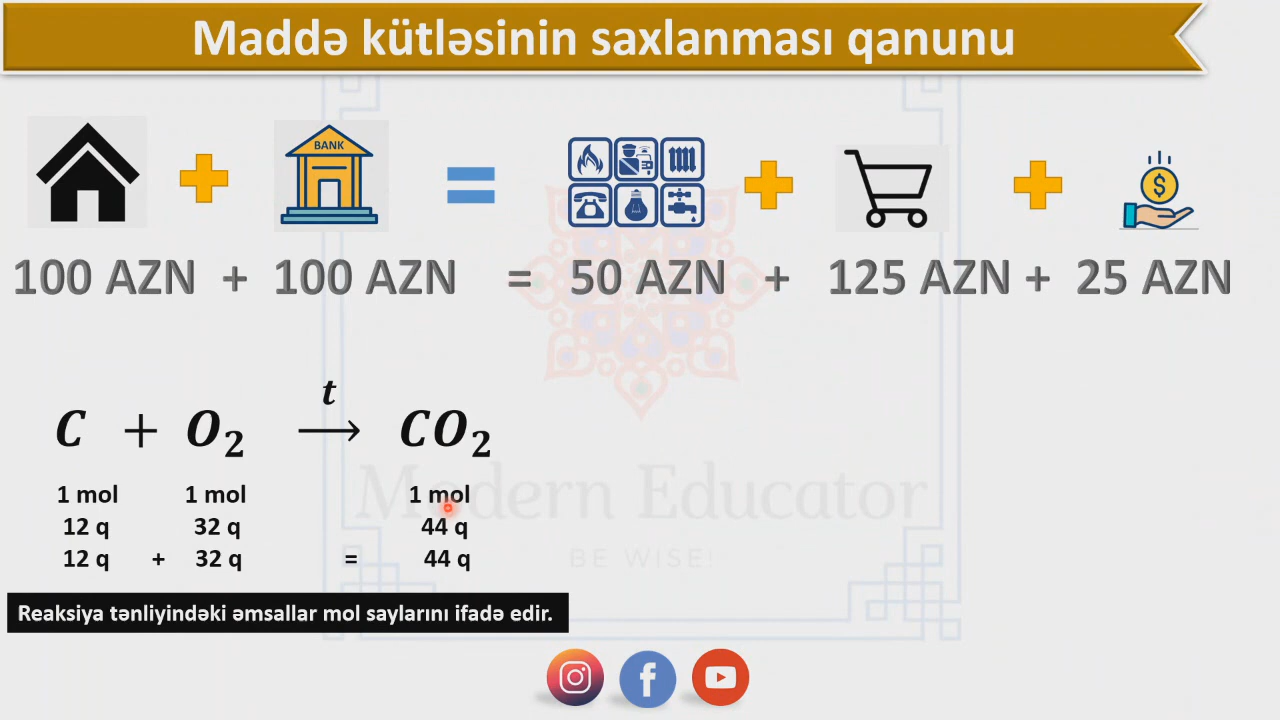 Maddə kütləsinin saxlanması qanunu
BANK
$
100 AZN + 100 AZN = 50 AZN + 125 AZN + 25 AZN
t
C + O₂ ⟶ CO₂
1 mol 1 mol 1 mol
12 q 32 q 44 q
12 q + 32 q = 44 q
Modern Educator
BE WISE!
Reaksiya tənliyindəki əmsallar mol saylarını ifadə edir.
f